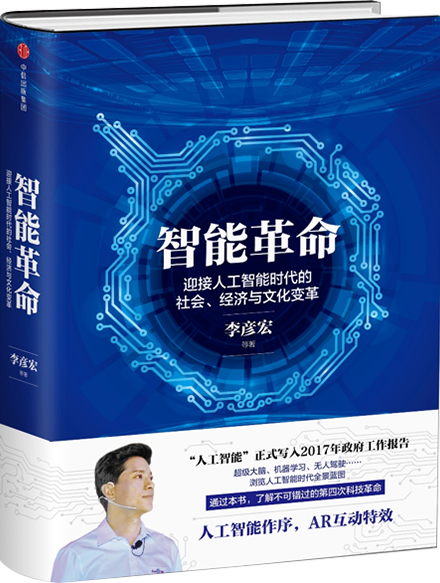 中信出版集团
智能革命
迎接人工智能时代的社会、经济与文化变革
李彦宏
等著
智能革命
迎接人工智能时代的
社会、经济与文化变革
李彦宏
等著
“人工智能”正式写入2017年政府工作报告
超级大脑、机器学习、无人驾驶……
浏览人工智能时代全景蓝图
通过本书，了解不可错过的第四次科技革命
人工智能作序，AR互动特效